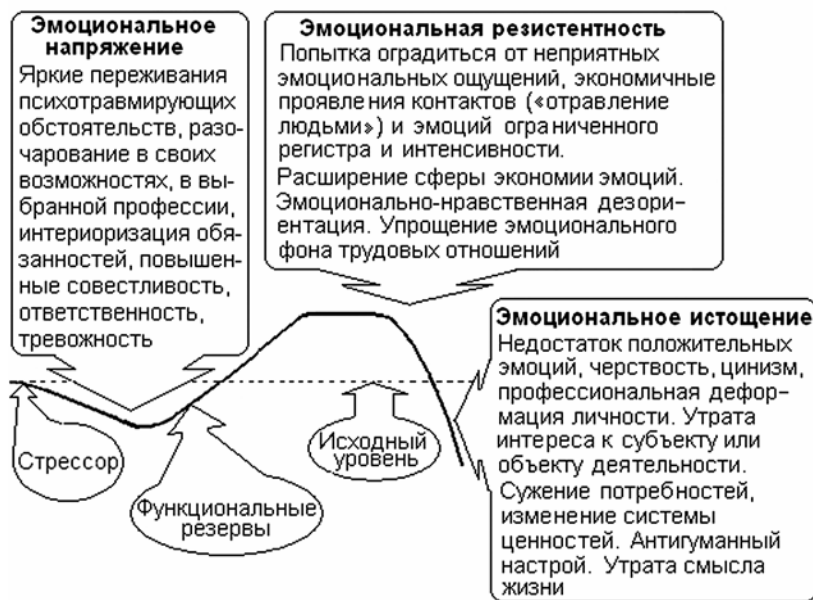 Эмоциональное
напряжение
Яркие переживания
психотравмирующих
обстоятельств, разо-
чарование в своих
возможностях, в вы-
бранной профессии,
интериоризация обя-
занностей, повышен-
ные совестливость,
ответственность,
тревожность
Эмоциональная резистентность
Попытка оградиться от неприятных
эмоциональных ощущений, экономичные
проявления контактов («отравление
людьми») и эмоций ограниченного
регистра и интенсивности.
Расширение сферы экономии эмоций.
Эмоционально-нравственная дезори-
ентация. Упрощение эмоционального
фона трудовых отношений
Эмоциональное истощение
Недостаток положительных
эмоций, черствость, цинизм,
профессиональная дефор-
мация личности. Утрата
интереса к субъекту или
объекту деятельности.
Сужение потребностей,
изменение системы
ценностей. Антигуманный
настрой. Утрата смысла
жизни
Стрессор
Функциональные
резервы
Исходный
уровень